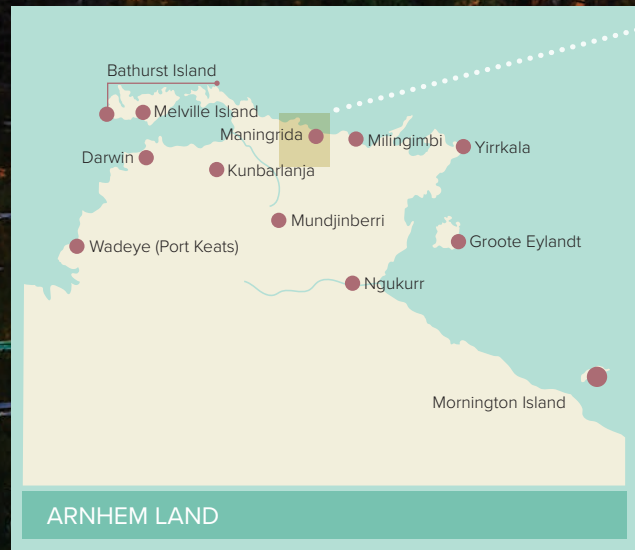 Bathurst Island
Melville Island
Maningrida
Milingimbi
Yirrkala
Darwin
Kunbarlanja
Mundjinberri
Wadeye (Port Keats)
Groote Eylandt
Ngukurr
Mornington Island
ARNHEM LAND